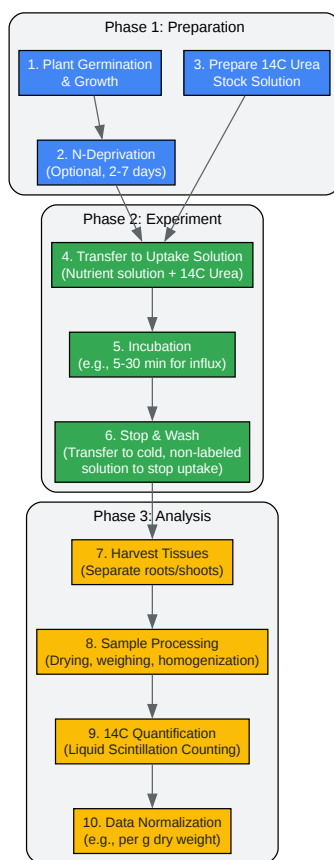 Phase 1: Preparation
1. Plant Germination
& Growth
3. Prepare 14C Urea
Stock Solution
2. N-Deprivation
(Optional, 2-7 days)
Phase 2: Experiment
4. Transfer to Uptake Solution
(Nutrient solution + 14C Urea)
5. Incubation
(e.g., 5-30 min for influx)
6. Stop & Wash
(Transfer to cold, non-labeled
solution to stop uptake)
Phase 3: Analysis
7. Harvest Tissues
(Separate roots/shoots)
8. Sample Processing
(Drying, weighing, homogenization)
9. 14C Quantification
(Liquid Scintillation Counting)
10. Data Normalization
(e.g., per g dry weight)